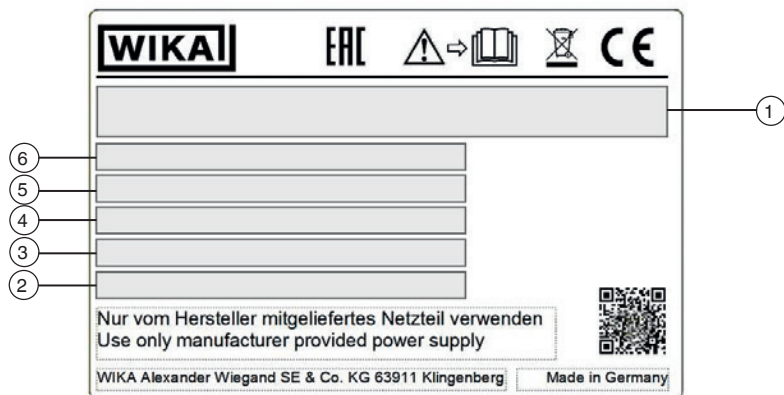 WIKA EAC CE
1
6
5
4
3
2
Nur vom Hersteller mitgeliefertes Netzteil verwenden
Use only manufacturer provided power supply
WIKA Alexander Wiegand SE & Co. KG 63911 Klingenberg Made in Germany